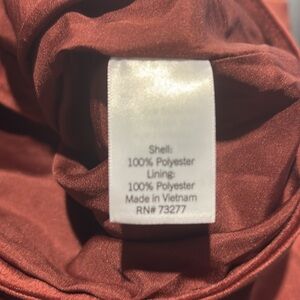 Shell:
100% Polyester
Lining:
100% Polyester
Made in Vietnam
RN# 73277